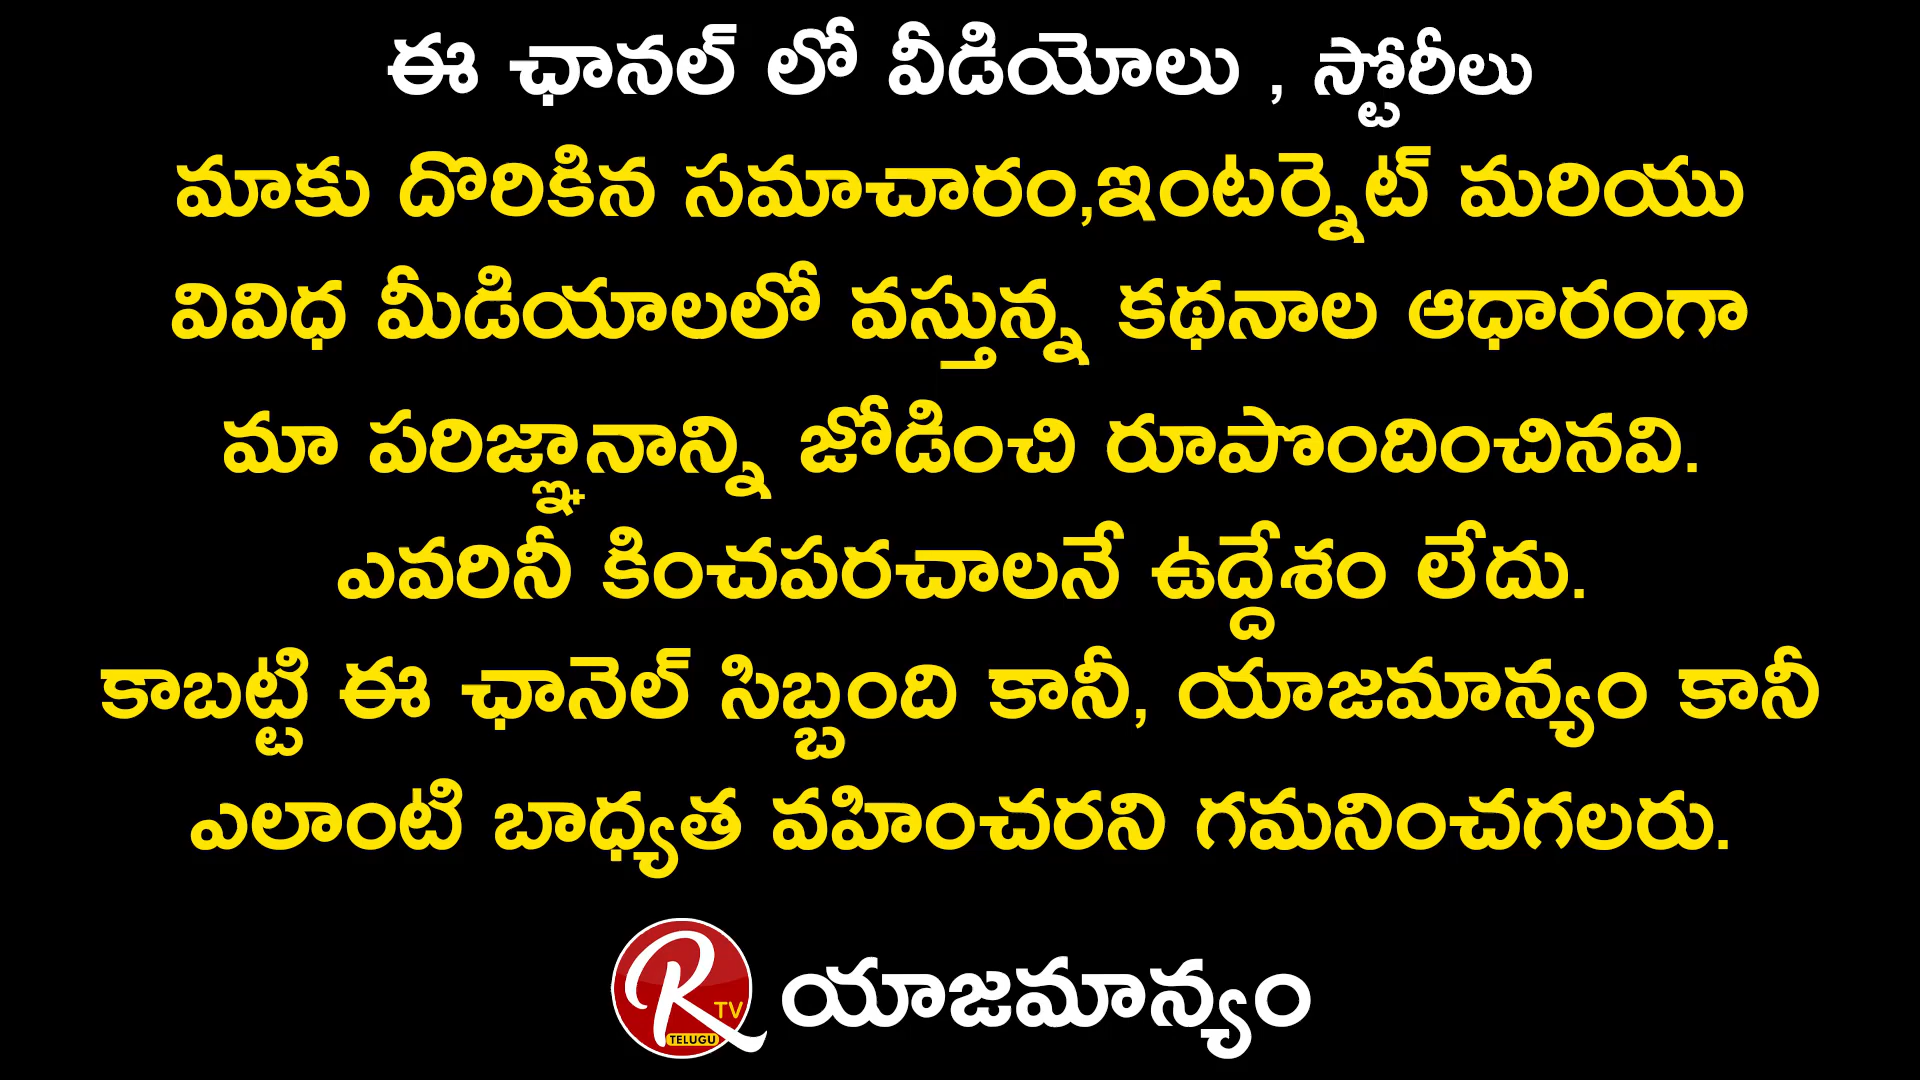 ఈ ఛానల్ లో వీడియోలు , స్టోరీలు
మాకు దొరికిన సమాచారం,ఇంటర్నెట్ మరియు
వివిధ మీడియాలలో వస్తున్న కథనాల ఆధారంగా
మా పరిజ్ఞానాన్ని జోడించి రూపొందించినవి.
ఎవరినీ కించపరచాలనే ఉద్దేశం లేదు.
కాబట్టి ఈ ఛానెల్ సిబ్బంది కానీ, యాజమాన్యం కానీ
ఎలాంటి బాధ్యత వహించరని గమనించగలరు.
R TV TELUGU యాజమాన్యం